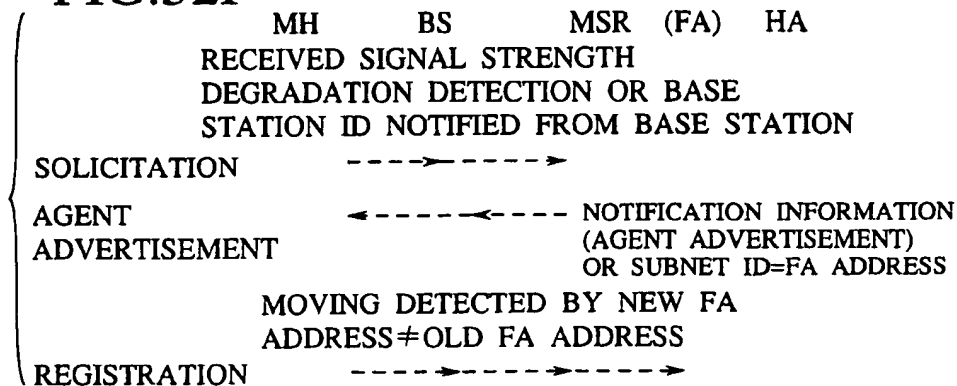 MH BS MSR (FA) HA
RECEIVED SIGNAL STRENGTH
DEGRADATION DETECTION OR BASE
STATION ID NOTIFIED FROM BASE STATION
SOLICITATION
AGENT
ADVERTISEMENT
NOTIFICATION INFORMATION
(AGENT ADVERTISEMENT)
OR SUBNET ID=FA ADDRESS
MOVING DETECTED BY NEW FA
ADDRESS≠OLD FA ADDRESS
REGISTRATION